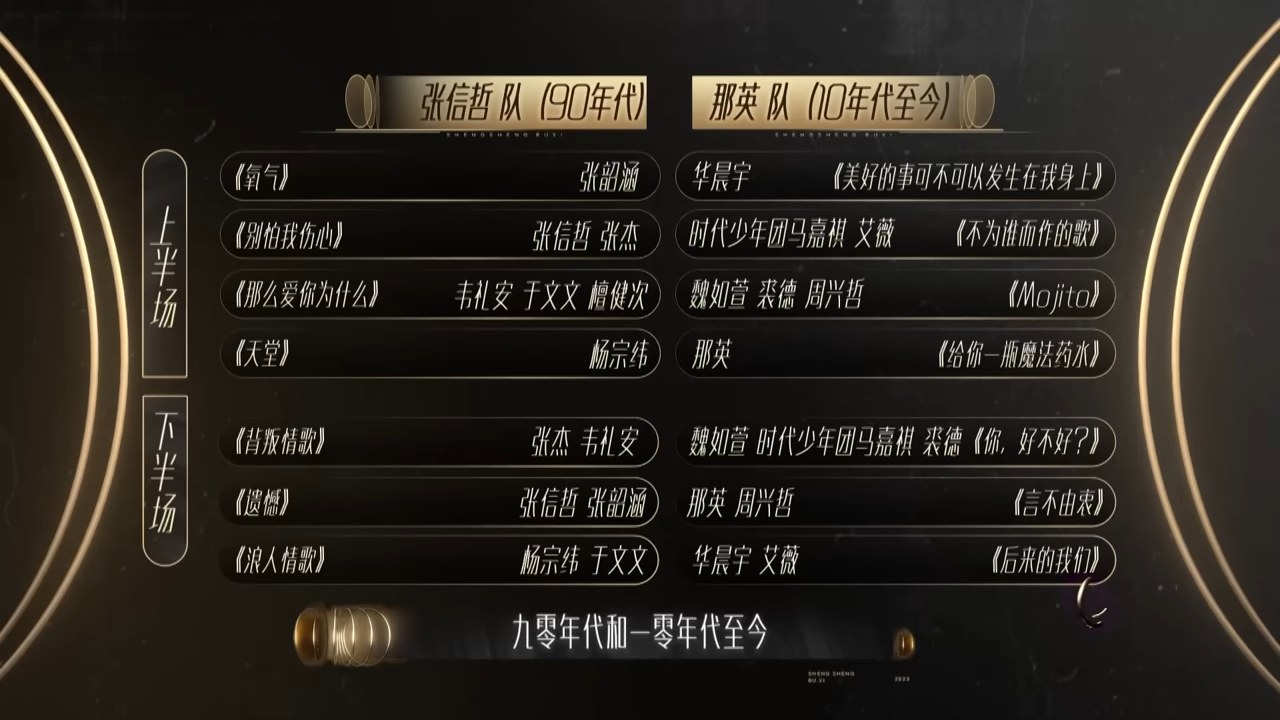 张信哲 队（90年代） 那英 队（10年代至今）
SHENGSHENG BUXI SHENGSHENG BUXI
上半场
《氧气》 张韶涵 华晨宇 《美好的事可不可以发生在我身上》
《别怕我伤心》 张信哲 张杰 时代少年团马嘉祺 艾薇 《不为谁而作的歌》
《那么爱你为什么》 韦礼安 于文文 檀健次 魏如萱 裘德 周兴哲 《Mojito》
《天堂》 杨宗纬 那英 《给你一瓶魔法药水》
下半场
《背叛情歌》 张杰 韦礼安 魏如萱 时代少年团马嘉祺 裘德《你，好不好？》
《遗憾》 张信哲 张韶涵 那英 周兴哲 《言不由衷》
《浪人情歌》 杨宗纬 于文文 华晨宇 艾薇 《后来的我们》
九零年代和一零年代至今
SHENG SHENG
BU XI 2023